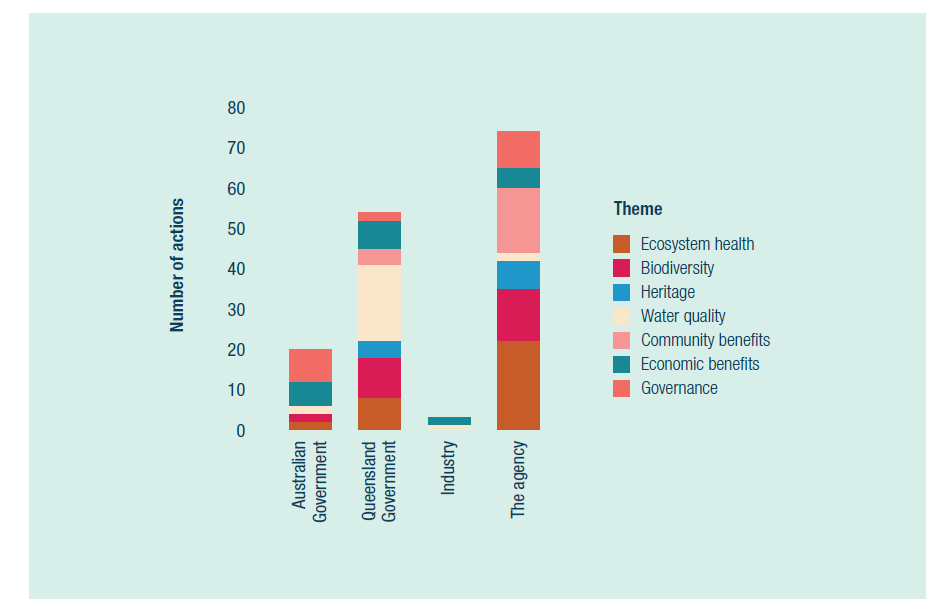 80
70
60
50
40
30
20
10
0
Number of actions
Australian
Government
Queensland
Government
Industry
The agency
Theme
Ecosystem health
Biodiversity
Heritage
Water quality
Community benefits
Economic benefits
Governance